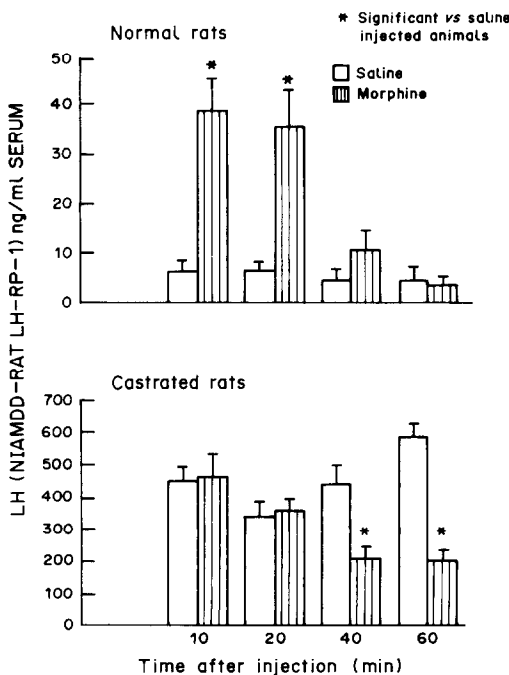 Normal rats
* Significant vs saline
injected animals
Saline
Morphine
50
40
30
20
10
0
LH (NIAMDD-RAT LH-RP-1) ng/ml SERUM
*
*
Castrated rats
700
600
500
400
300
200
100
0
*
*
10 20 40 60
Time after injection (min)